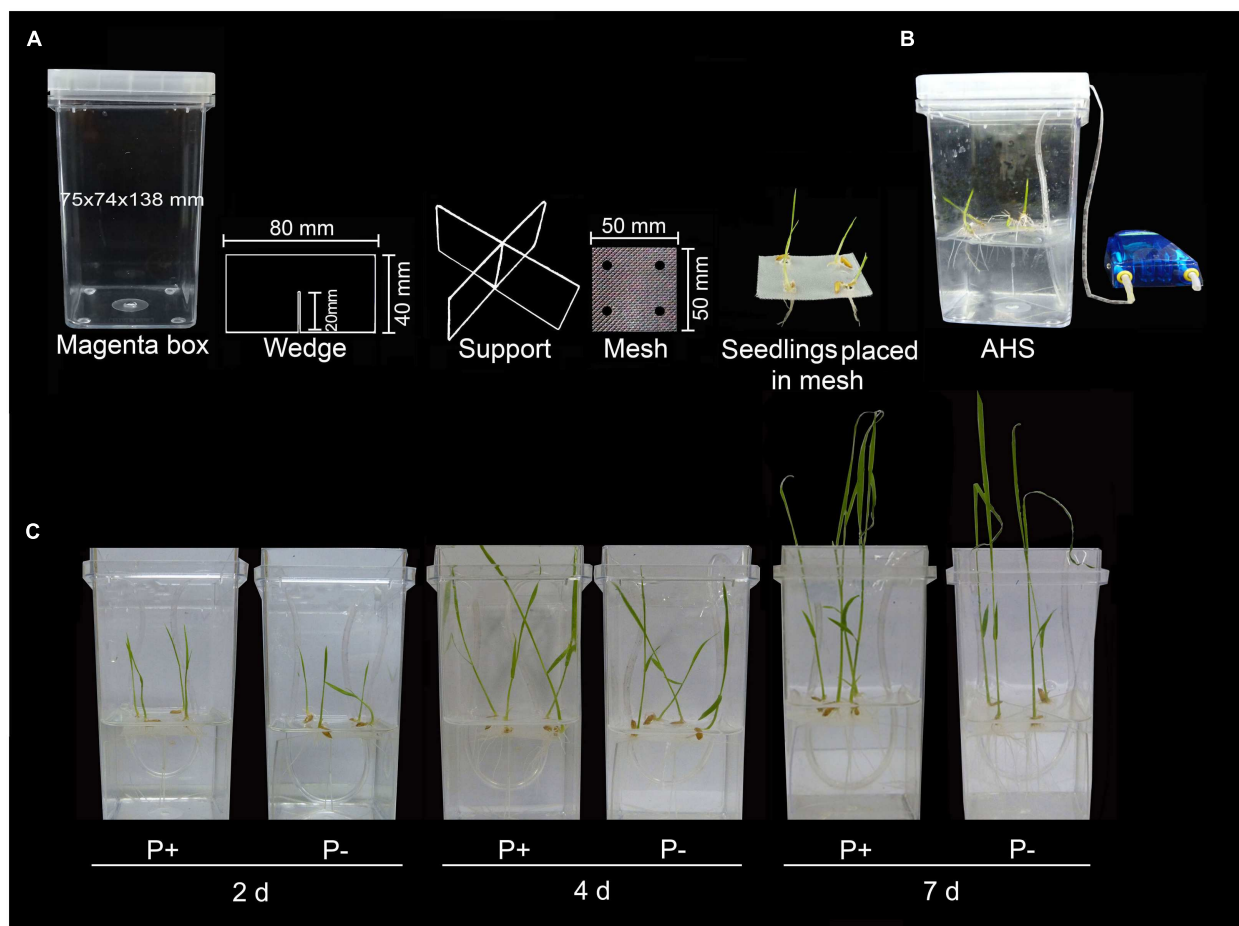 A
B
75x74x138 mm
80 mm
20mm
40 mm
50 mm
50 mm
Magenta box
Wedge
Support
Mesh
Seedlings placed
in mesh
AHS
C
P+
P-
P+
P-
P+
P-
2 d
4 d
7 d